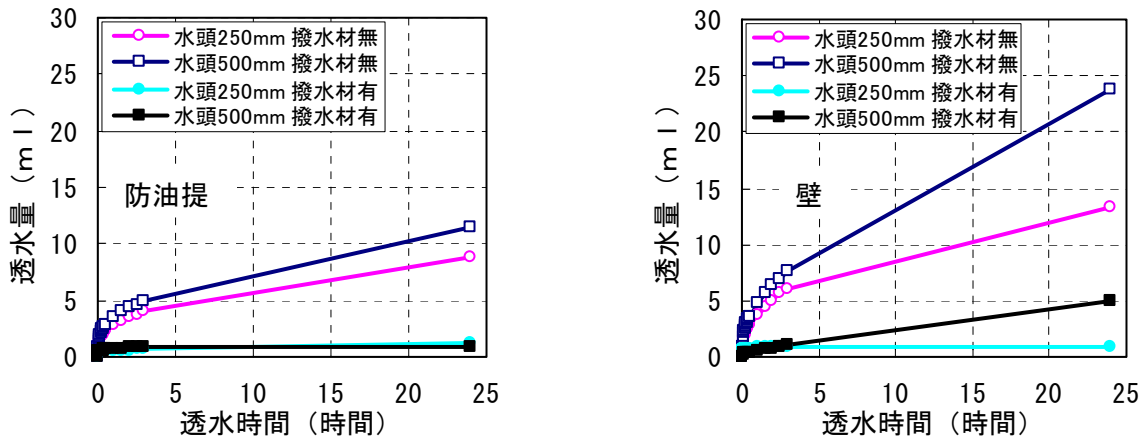 30
25
20
15
10
5
0
透水量（ｍｌ）
水頭250mm 撥水材無
水頭500mm 撥水材無
水頭250mm 撥水材有
水頭500mm 撥水材有
防油提
0 5 10 15 20 25
透水時間（時間）
30
25
20
15
10
5
0
透水量（ｍｌ）
水頭250mm 撥水材無
水頭500mm 撥水材無
水頭250mm 撥水材有
水頭500mm 撥水材有
壁
0 5 10 15 20 25
透水時間（時間）